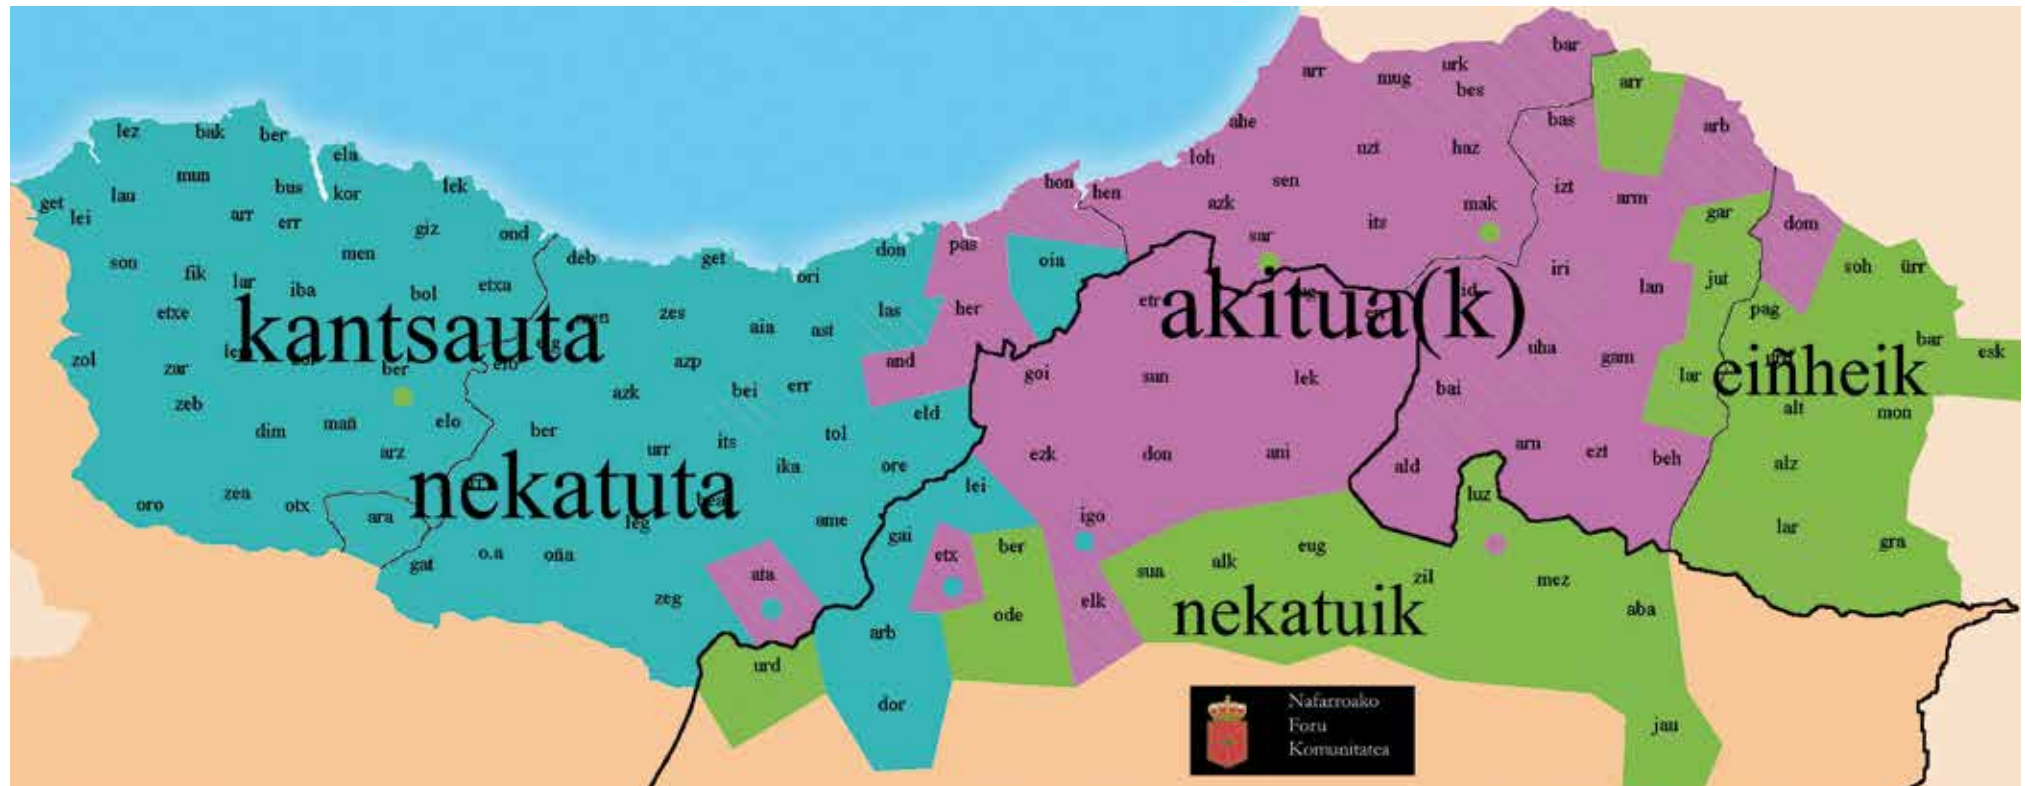 bar
arr mug urk
bes arr
lez bak ber ahe bas arb
ela loh uzt haz
mun sen
get lau bus kor lek hon hen izt arm
lei arr err azk mak gar
giz ond its dom
son men don pas sar
fik lar iba deb get ori oia iri soh ürr
etxe bol etxa lan jut
zes las her etr pag
kantsauta akitua(k)
zol aia ast uha bar esk
zar ber azp and goi sun lek gam lar einheik
zeb azk bei err eld bai alt mon
dim mañ elo ber its tol
arz urr ika ore ezk don ani ald arn ezt beh alz
nekatuta
oro zea otx ara lei luz
leg ame gai igo lar gra
gat o.a oña etx ber eug
ata sua alk zil mez
zeg ode elk nekatuik aba
arb
urd
dor jau
Nafarroako
Foru
Komunitatea